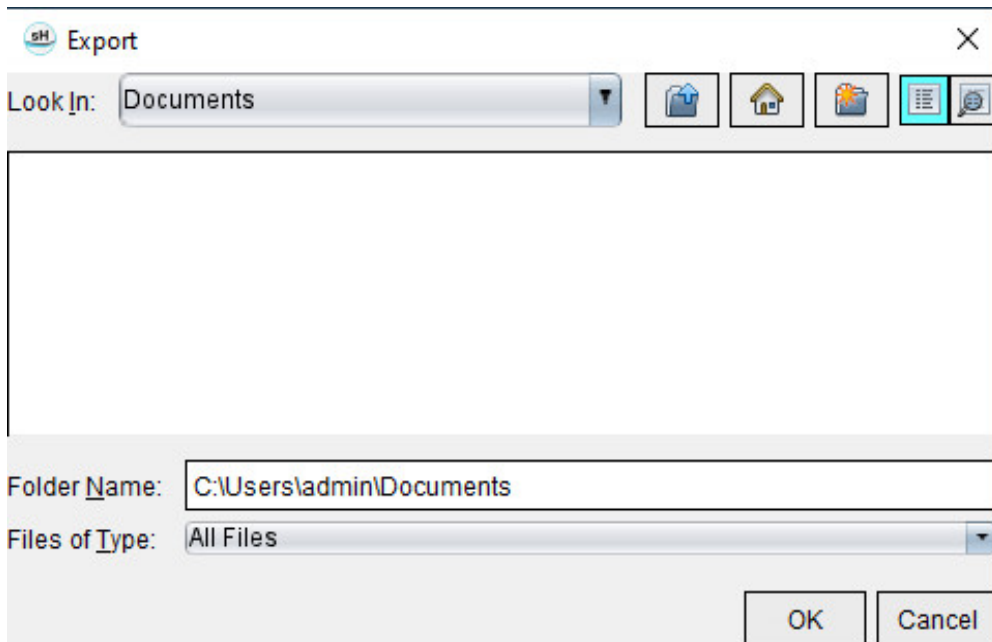 sH Export
Look In: Documents
Folder Name: C:\Users\admin\Documents
Files of Type: All Files
OK Cancel